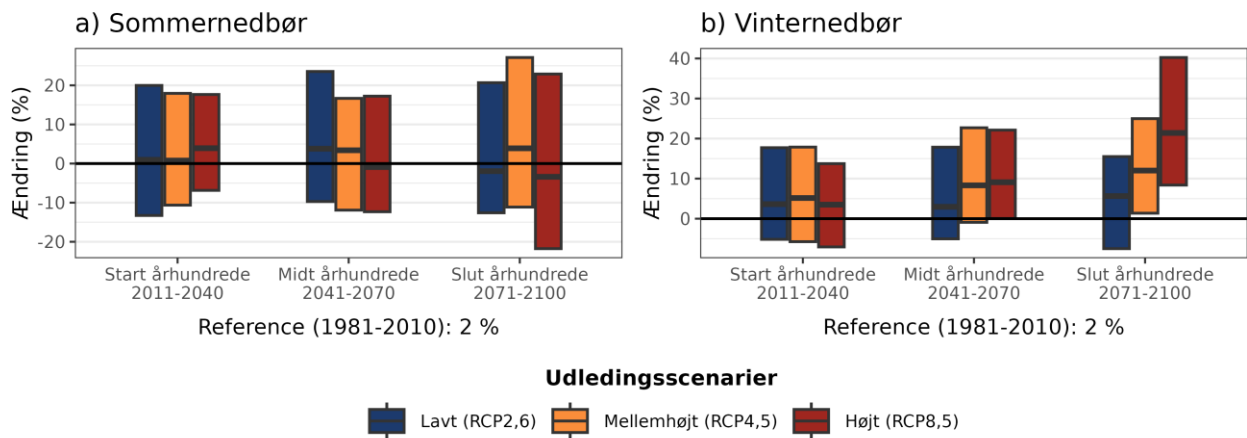 a) Sommernedbør
Ændring (%)
20
10
0
-10
-20
Start århundrede
2011-2040
Midt århundrede
2041-2070
Slut århundrede
2071-2100
Reference (1981-2010): 2 %
b) Vinternedbør
Ændring (%)
40
30
20
10
0
Start århundrede
2011-2040
Midt århundrede
2041-2070
Slut århundrede
2071-2100
Reference (1981-2010): 2 %
Udledingsscenarier
Lavt (RCP2,6)
Mellemhøjt (RCP4,5)
Højt (RCP8,5)